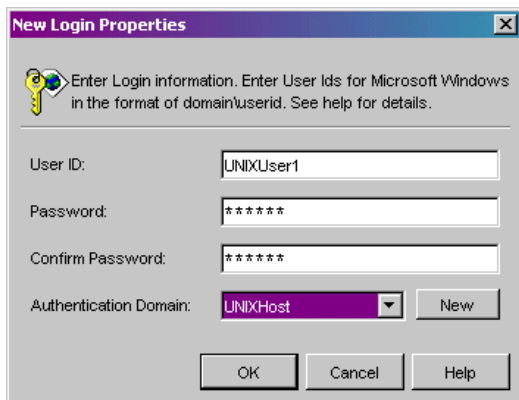 New Login Properties
Enter Login information. Enter User Ids for Microsoft Windows
in the format of domain\userid. See help for details.
User ID:
UNIXUser1
Password:
******
Confirm Password:
******
Authentication Domain:
UNIXHost
New
OK
Cancel
Help